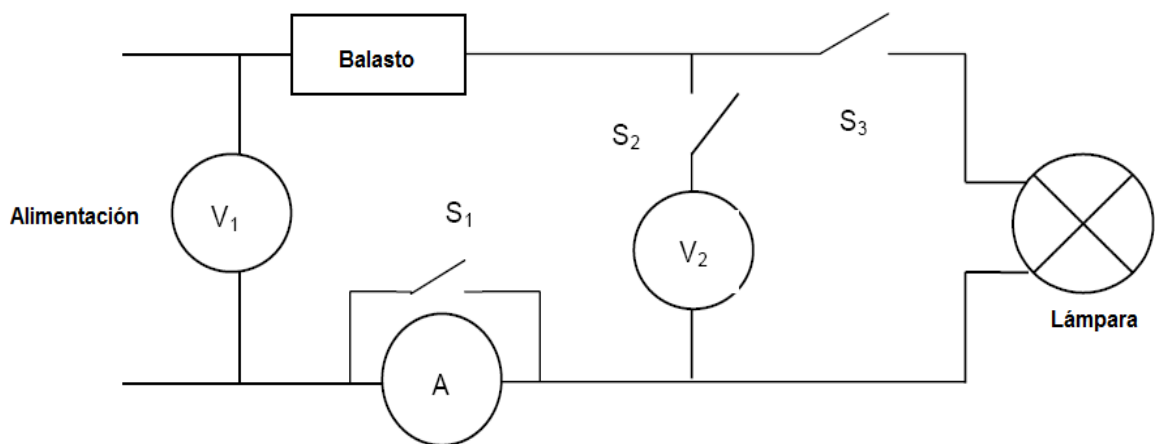 Balasto
S₂
S₃
Alimentación
V₁
S₁
V₂
Lámpara
A